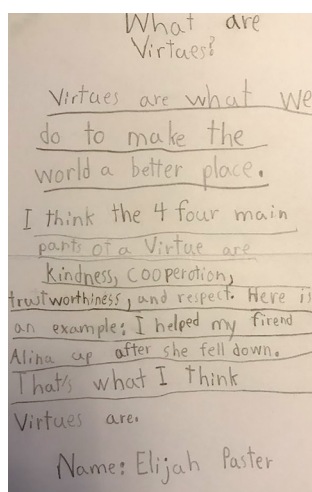 What are
Virtues?
Virtues are what we
do to make the
world a better place.
I think the 4 four main
parts of a Virtue are
kindness, cooperation,
trustworthiness, and respect. Here is
an example: I helped my firend
Alina up after she fell down.
That's what I think
Virtues are.
Name: Elijah Paster